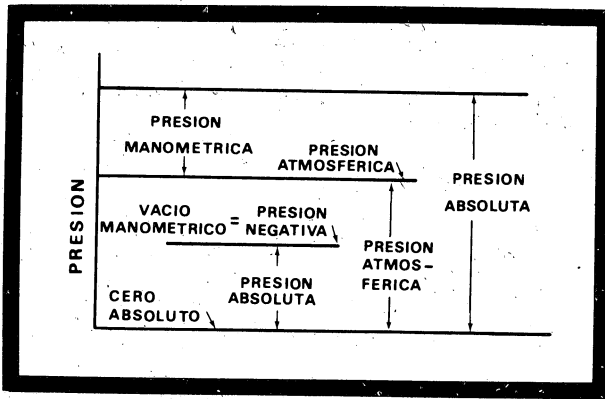 PRESION
PRESION
MANOMETRICA
PRESION
ATMOSFERICA
PRESION
ABSOLUTA
VACIO
MANOMETRICO = PRESION
NEGATIVA
PRESION
ATMOS-
FERICA
PRESION
ABSOLUTA
CERO
ABSOLUTO